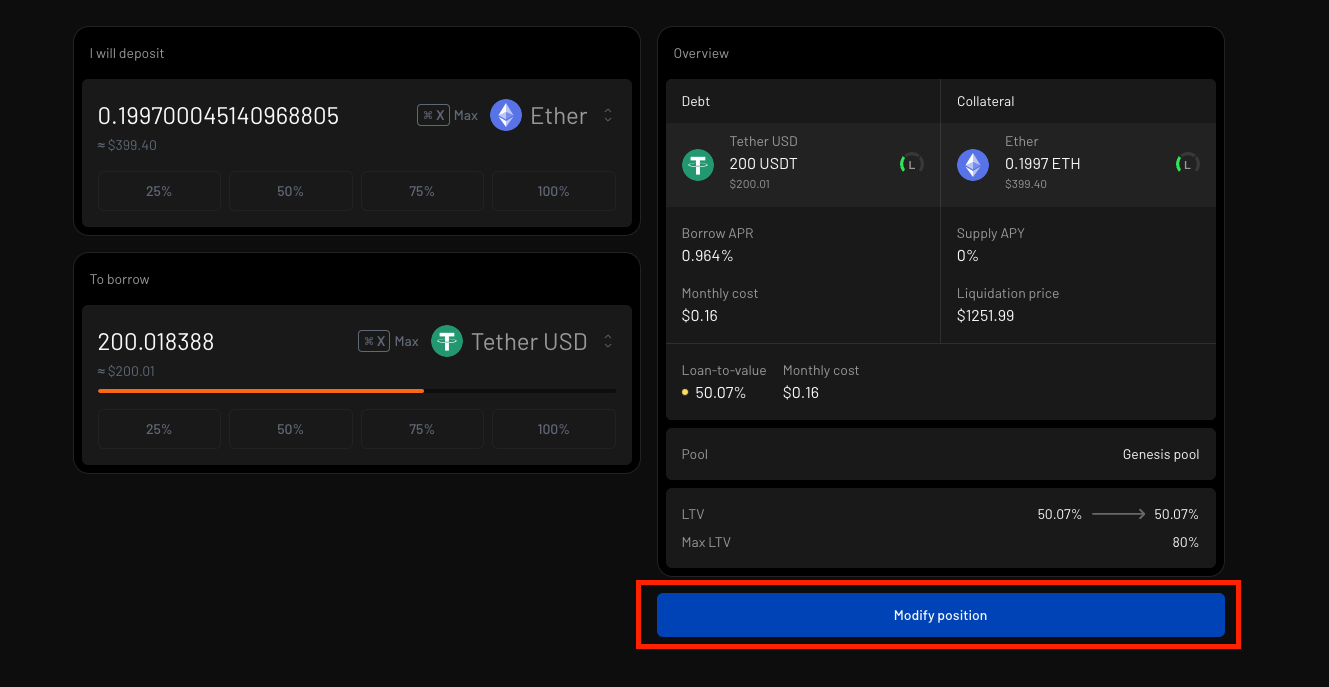 I will deposit
0.199700045140968805
⌘ X Max Ether
≈ $399.40
25% 50% 75% 100%
To borrow
200.018388
⌘ X Max Tether USD
≈ $200.01
25% 50% 75% 100%
Overview
Debt Collateral
Tether USD
200 USDT
$200.01
L
Ether
0.1997 ETH
$399.40
L
Borrow APR
0.964%
Monthly cost
$0.16
Supply APY
0%
Liquidation price
$1251.99
Loan-to-value Monthly cost
50.07% $0.16
Pool Genesis pool
LTV 50.07% 50.07%
Max LTV 80%
Modify position